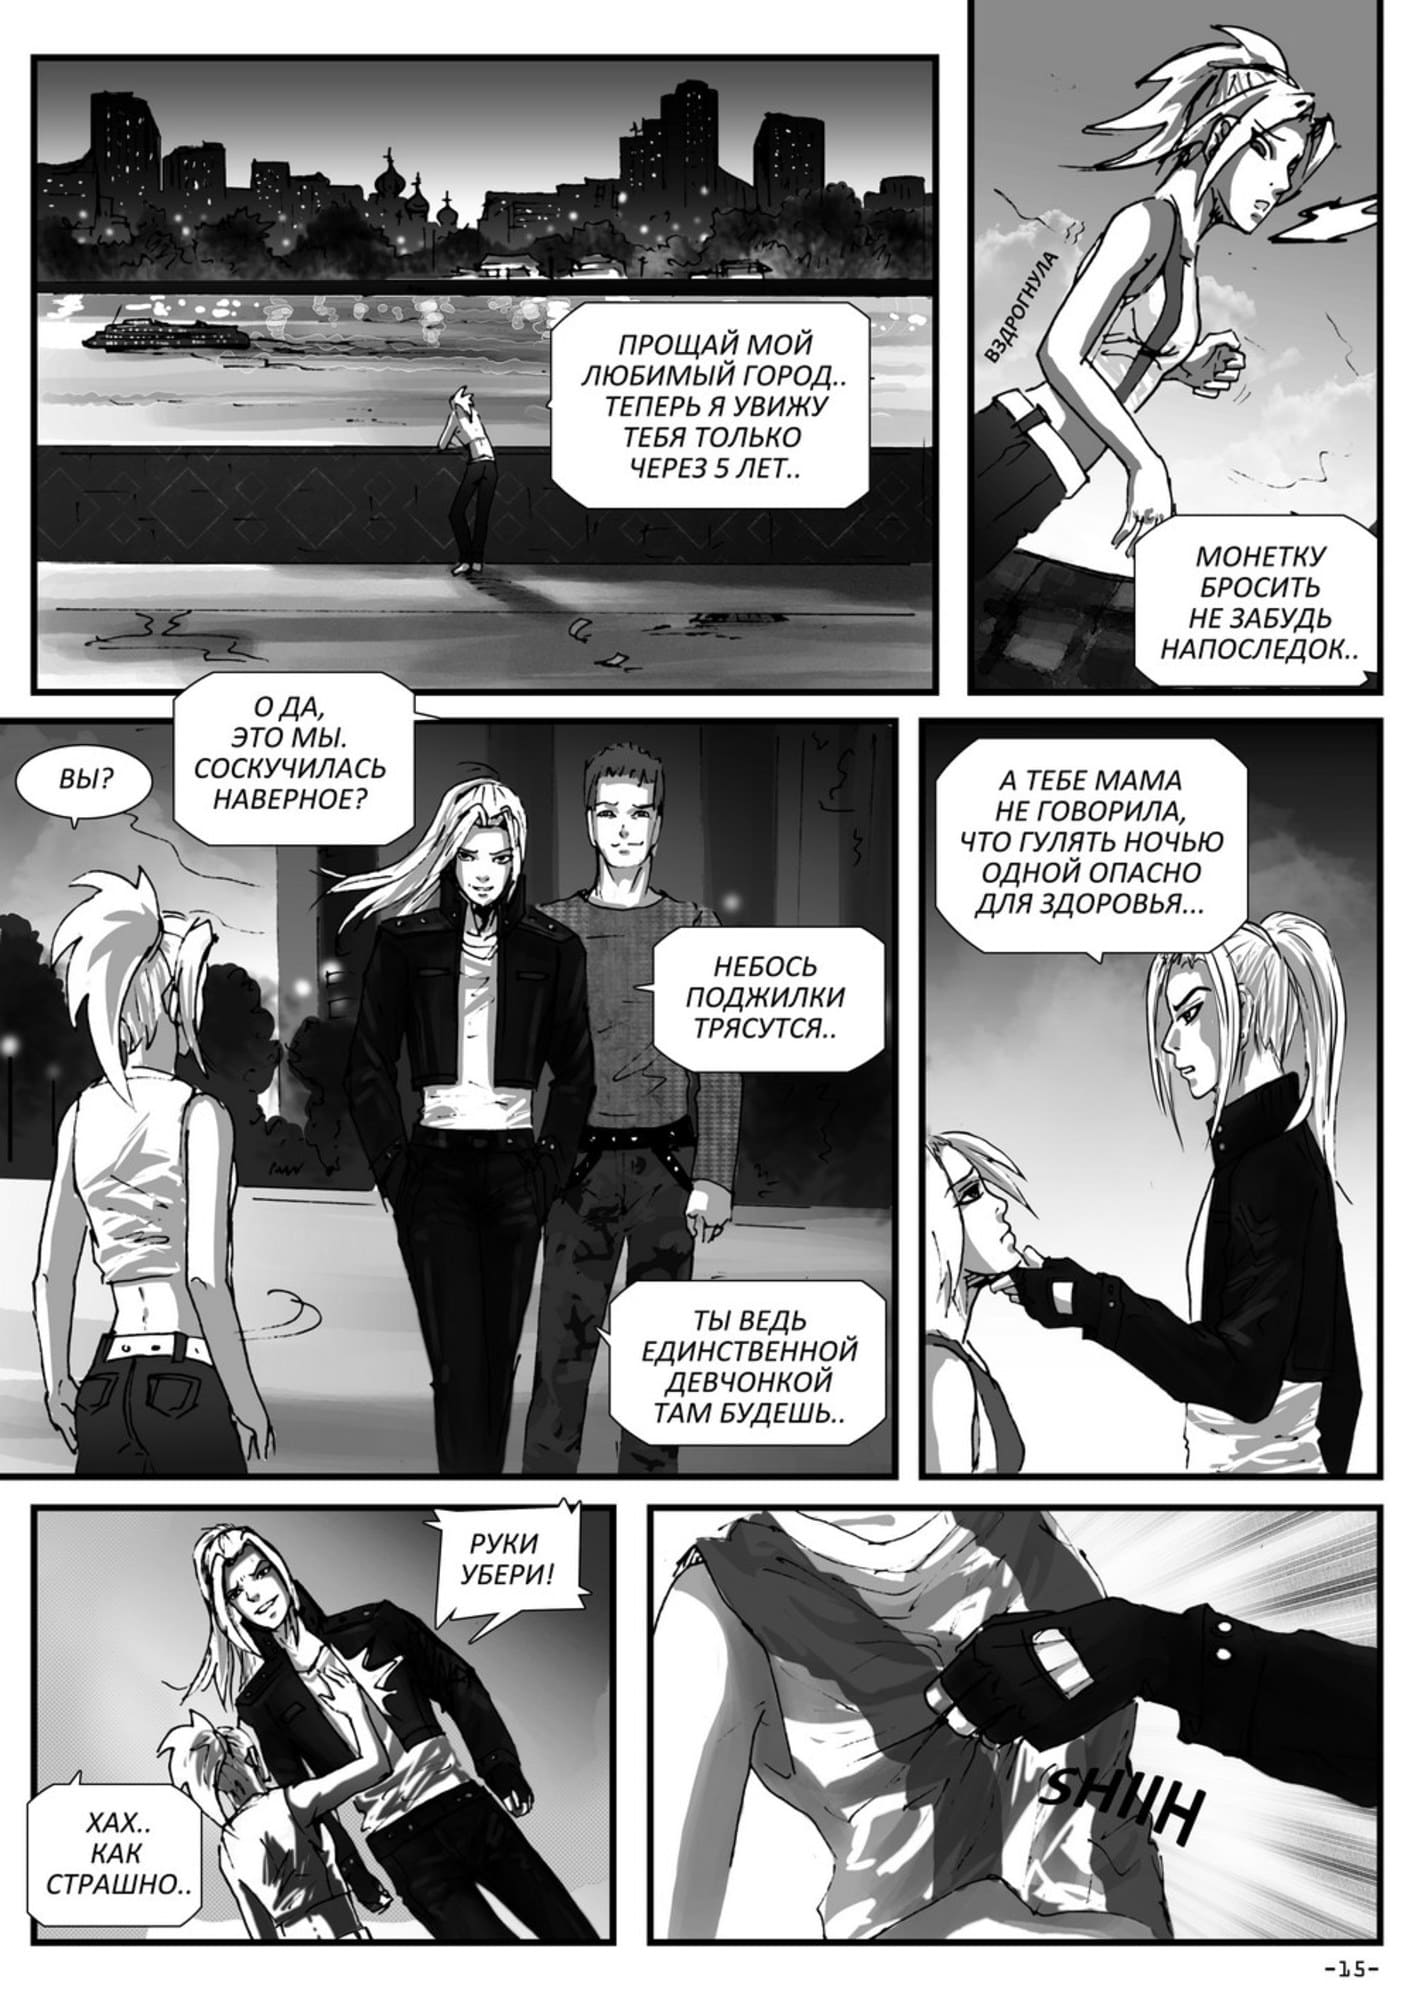 ПРОЩАЙ МОЙ
ЛЮБИМЫЙ ГОРОД..
ТЕПЕРЬ Я УВИЖУ
ТЕБЯ ТОЛЬКО
ЧЕРЕЗ 5 ЛЕТ..
ВЗДРОГНУЛА
МОНЕТКУ
БРОСИТЬ
НЕ ЗАБУДЬ
НАПОСЛЕДОК..
ВЫ?
О ДА,
ЭТО МЫ.
СОСКУЧИЛАСЬ
НАВЕРНОЕ?
НЕБОСЬ
ПОДЖИЛКИ
ТРЯСУТСЯ..
ТЫ ВЕДЬ
ЕДИНСТВЕННОЙ
ДЕВЧОНКОЙ
ТАМ БУДЕШЬ..
А ТЕБЕ МАМА
НЕ ГОВОРИЛА,
ЧТО ГУЛЯТЬ НОЧЬЮ
ОДНОЙ ОПАСНО
ДЛЯ ЗДОРОВЬЯ...
РУКИ
УБЕРИ!
ХАХ..
КАК
СТРАШНО..
SHIIH
-15-